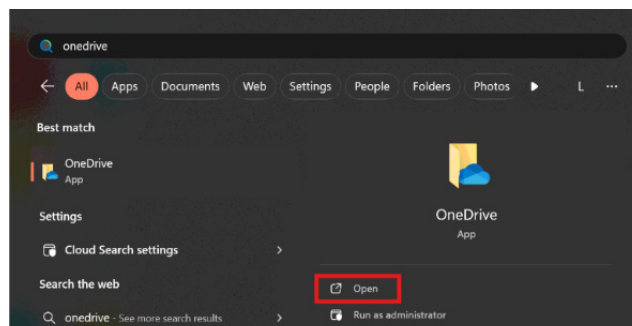 onedrive
All Apps Documents Web Settings People Folders Photos L ...
Best match
OneDrive
App
Settings
Cloud Search settings
Search the web
onedrive - See more search results
OneDrive
App
Open
Run as administrator